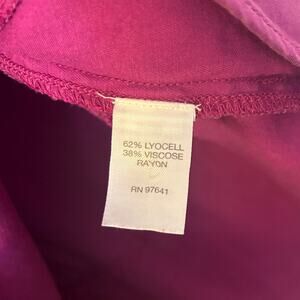 62% LYOCELL
38% VISCOSE
RAYON
RN 97641